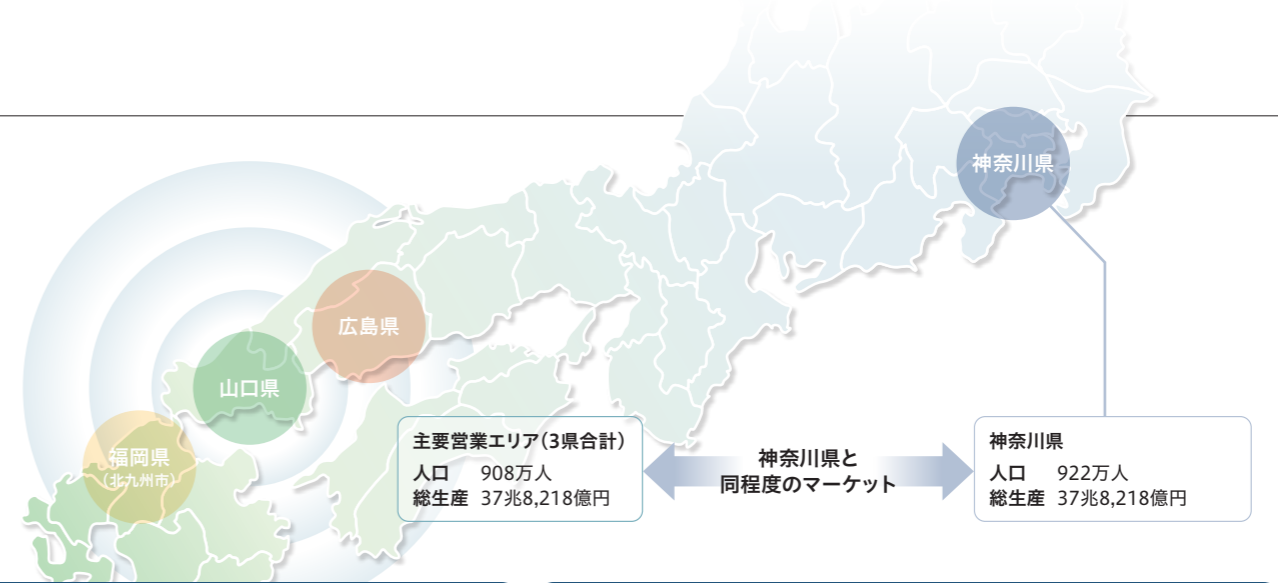 神奈川県
広島県
山口県
福岡県
(北九州市)
主要営業エリア(3県合計)
人口 908万人
総生産 37兆8,218億円
神奈川県と
同程度のマーケット
神奈川県
人口 922万人
総生産 37兆8,218億円